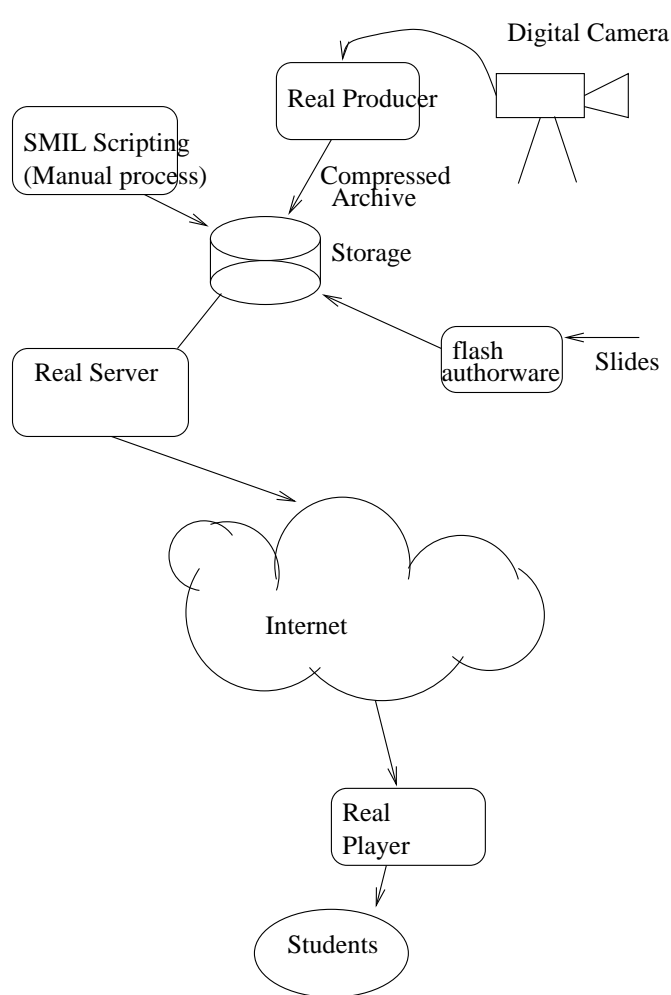 Digital Camera
Real Producer
SMIL Scripting
(Manual process)
Compressed
Archive
Storage
flash
authorware
Slides
Real Server
Internet
Real
Player
Students